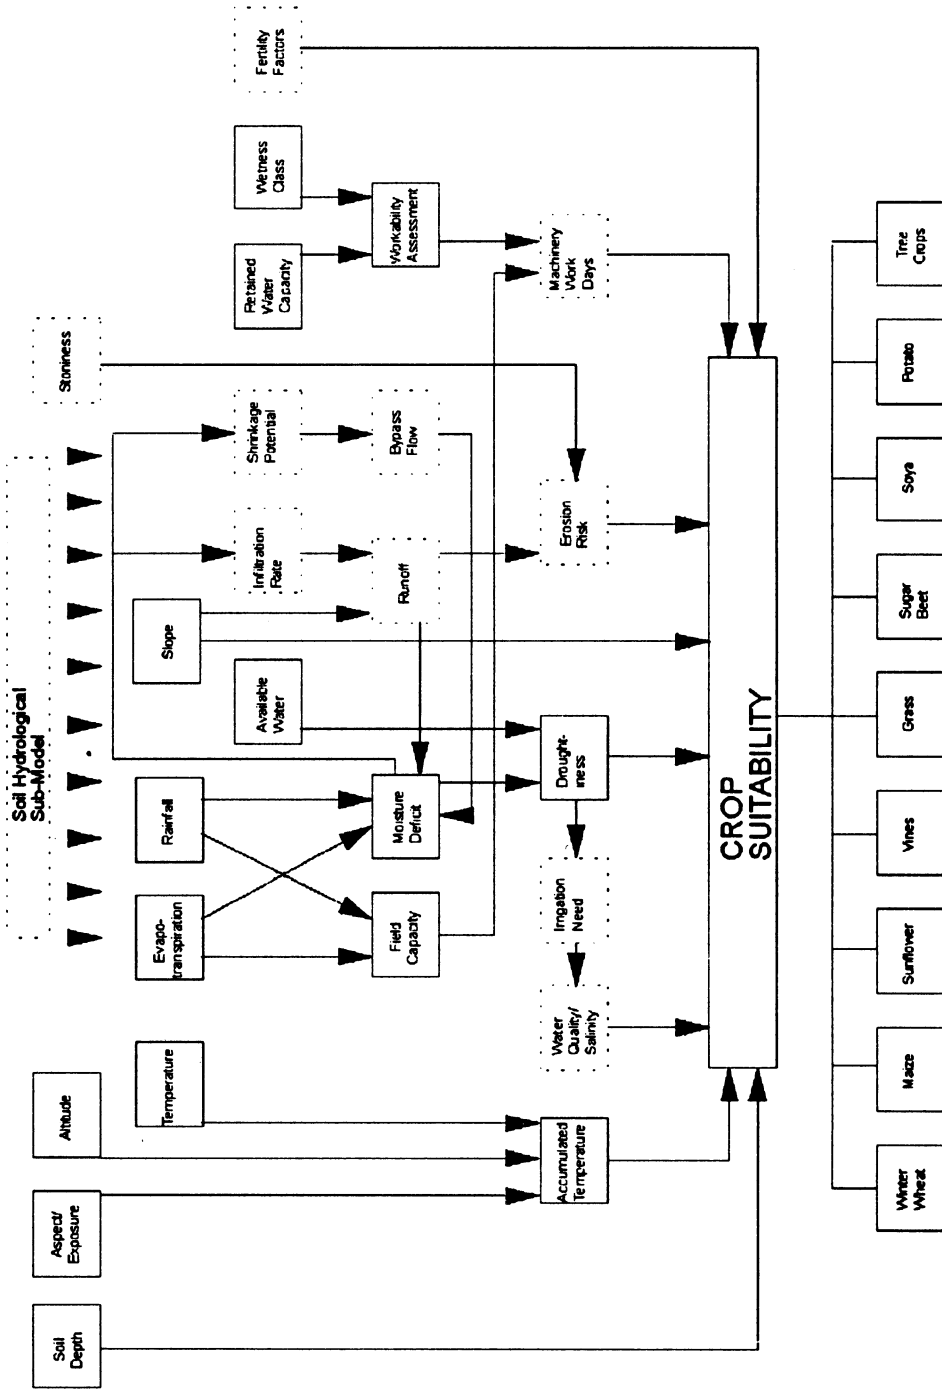 Soil Hydrological
Sub-Model
Soil
Depth
Aspect/
Exposure
Altitude
Stoniness
Temperature
Evapo-
transpiration
Rainfall
Slope
Available
Water
Infiltration
Rate
Shrinkage
Potential
Retained
Water
Capacity
Wetness
Class
Fertility
Factors
Field
Capacity
Moisture
Deficit
Runoff
Bypass
Flow
Workability
Assessment
Accumulated
Temperature
Water
Quality/
Salinity
Irrigation
Need
Drought-
iness
Erosion
Risk
Machinery
Work
Days
CROP
SUITABILITY
Winter
Wheat
Maize
Sunflower
Vines
Grass
Sugar
Beet
Soya
Potato
Tree
Crops